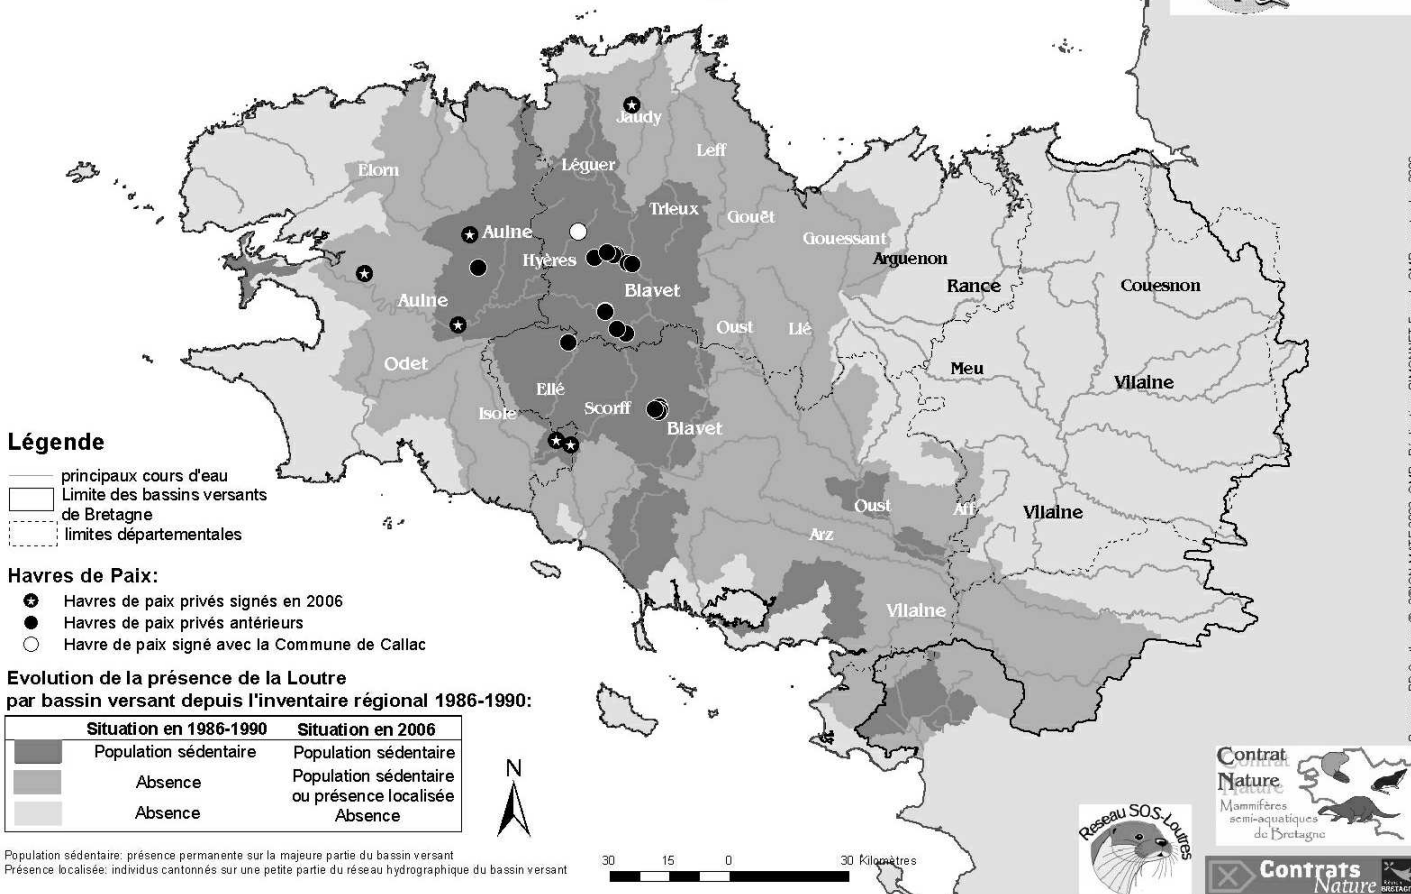 Jaudy
Leff
Elorn
Léguer
Trieux
Gouët
Gouessant
Aulne
Hyères
Arguenon
Rance
Couesnon
Blavet
Aulne
Oust
Lié
Odet
Meu
Vilaine
Ellé
Isole
Scorff
Blavet
Oust
Aff
Vilaine
Arz
Vilaine
Légende
principaux cours d'eau
Limite des bassins versants
de Bretagne
limites départementales
Havres de Paix:
Havres de paix privés signés en 2006
Havres de paix privés antérieurs
Havre de paix signé avec la Commune de Callac
Evolution de la présence de la Loutre
par bassin versant depuis l'inventaire régional 1986-1990:
Situation en 1986-1990 Situation en 2006
Population sédentaire Population sédentaire
Absence Population sédentaire
ou présence localisée
Absence Absence
Population sédentaire: présence permanente sur la majeure partie du bassin versant
Présence localisée: individus cantonnés sur une petite partie du réseau hydrographique du bassin versant
N
30 15 0 30 Kilomètres
Reseau SOS-Loutres
Contrat
Nature
Mammifères
semi-aquatiques
de Bretagne
Contrats
Nature